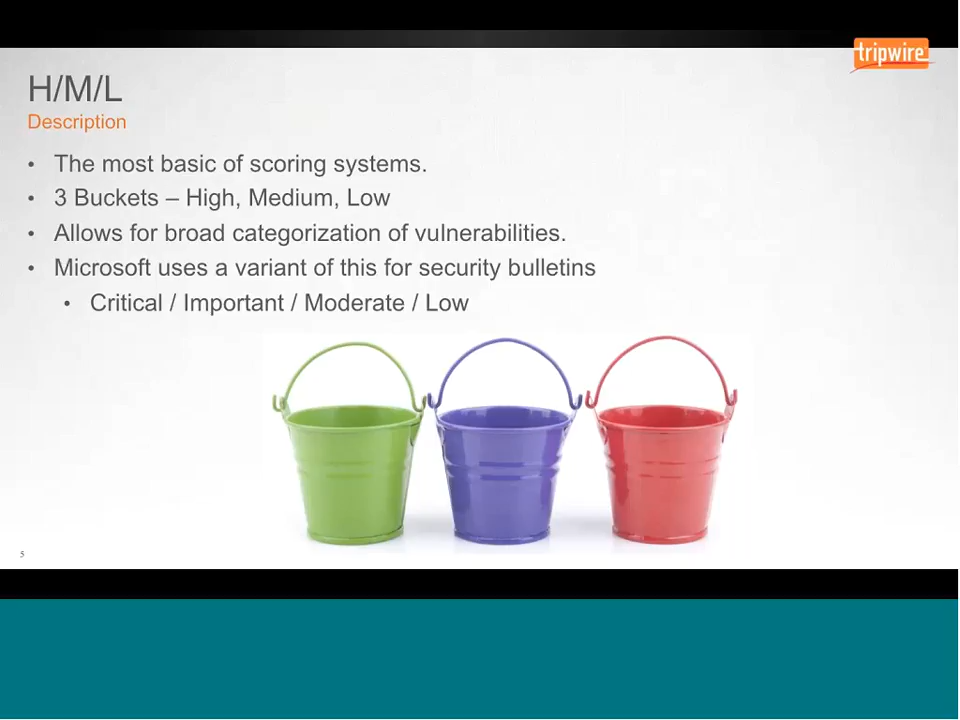 tripwire
H/M/L
Description
• The most basic of scoring systems.
• 3 Buckets – High, Medium, Low
• Allows for broad categorization of vulnerabilities.
• Microsoft uses a variant of this for security bulletins
• Critical / Important / Moderate / Low
5